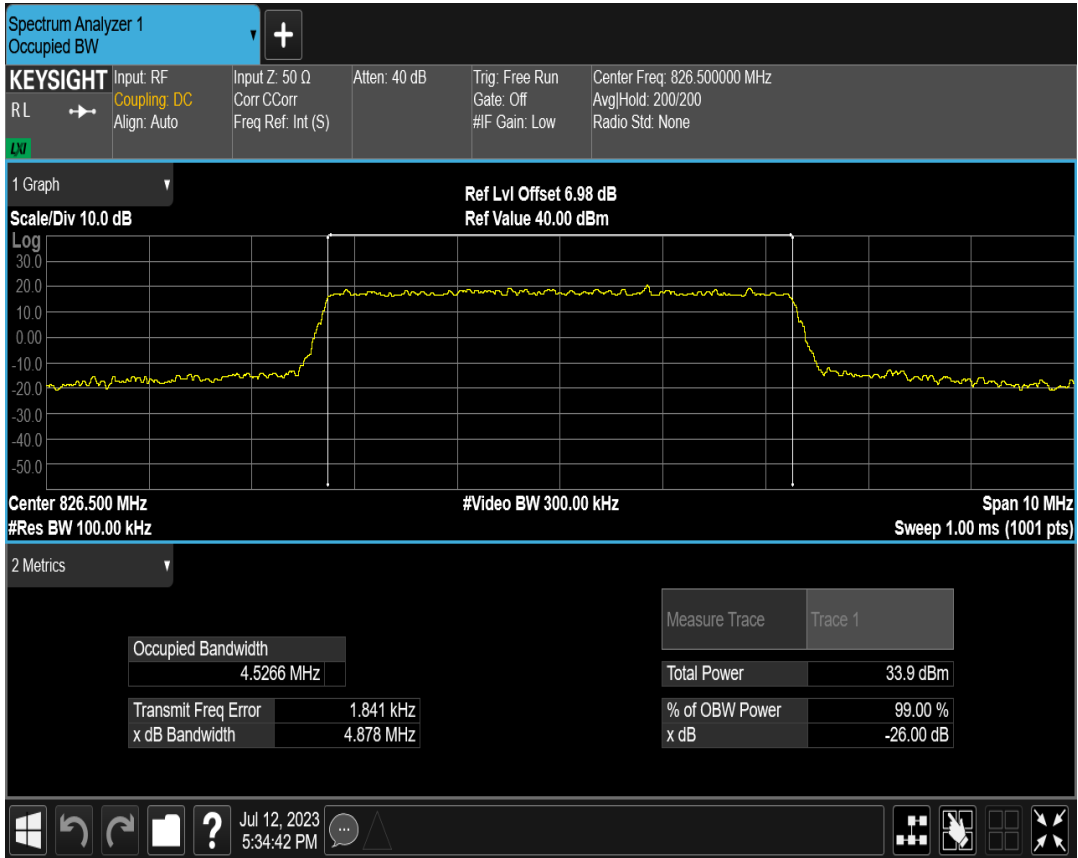 Spectrum Analyzer 1
Occupied BW
+
KEYSIGHT
RL
LXI
Input: RF
Coupling: DC
Align: Auto
Input Z: 50 Ω
Corr CCorr
Freq Ref: Int (S)
Atten: 40 dB
Trig: Free Run
Gate: Off
#IF Gain: Low
Center Freq: 826.500000 MHz
Avg|Hold: 200/200
Radio Std: None
1 Graph
Scale/Div 10.0 dB
Ref Lvl Offset 6.98 dB
Ref Value 40.00 dBm
Log
30.0
20.0
10.0
0.00
-10.0
-20.0
-30.0
-40.0
-50.0
Center 826.500 MHz
#Video BW 300.00 kHz
Span 10 MHz
#Res BW 100.00 kHz
Sweep 1.00 ms (1001 pts)
2 Metrics
Measure Trace Trace 1
Occupied Bandwidth
4.5266 MHz
Total Power 33.9 dBm
Transmit Freq Error 1.841 kHz
% of OBW Power 99.00 %
x dB Bandwidth 4.878 MHz
x dB -26.00 dB
?
Jul 12, 2023
5:34:42 PM